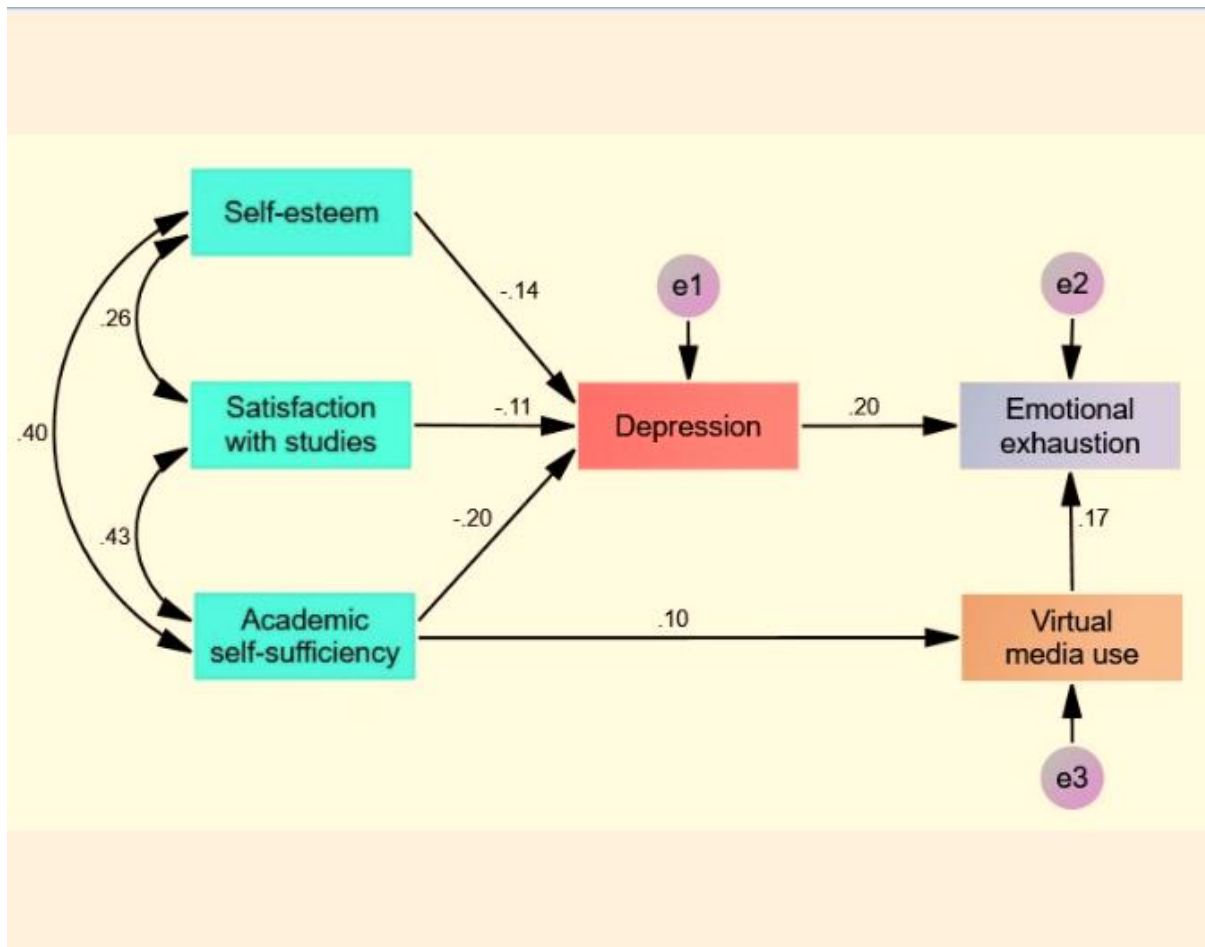 Self-esteem
-.14
e1
e2
.26
Satisfaction
with studies
-.11
Depression
.20
Emotional
exhaustion
.40
.43
-.20
.17
Academic
self-sufficiency
.10
Virtual
media use
e3